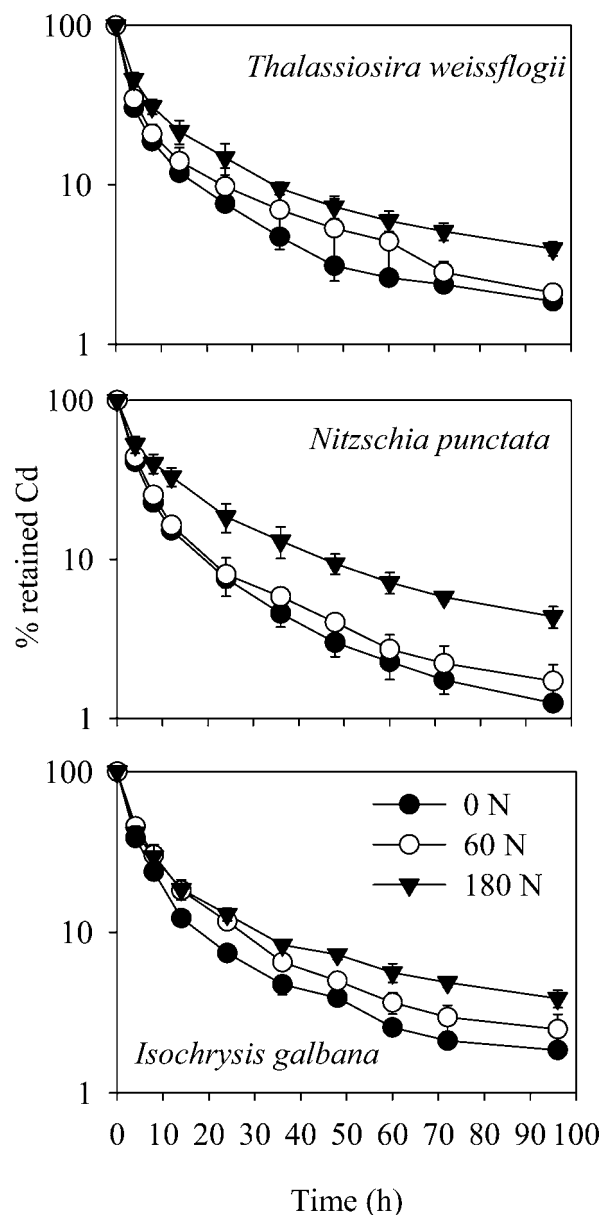 100
Thalassiosira weissflogii
10
1
100
Nitzschia punctata
10
1
% retained Cd
100
0 N
60 N
180 N
10
Isochrysis galbana
1
0 10 20 30 40 50 60 70 80 90 100
Time (h)